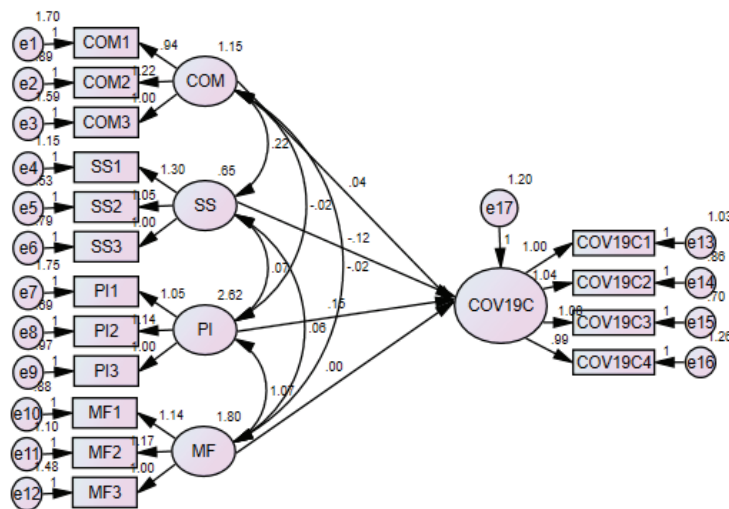 1.70
e1 1 COM1 .94
.89
e2 1 COM2 1.22
1.59
e3 1 COM3 1.00
1.15
COM
1.15
e4 1 SS1 1.30
.53
e5 1 SS2 1.05
.79
e6 1 SS3 1.00
.65
SS
1.75
e7 1 PI1 1.05
.69
e8 1 PI2 1.14
.97
e9 1 PI3 1.00
2.62
PI
.88
e10 1 MF1 1.14
1.10
e11 1 MF2 1.17
1.48
e12 1 MF3 1.00
1.80
MF
.22
-.02
-.02
.07
.06
1.07
.04
-.12
.15
.00
1.20
e17
1
COV19C
1.03
1.00 COV19C1 1 e13
.86
1.04 COV19C2 1 e14
.70
1.08 COV19C3 1 e15
1.26
.99 COV19C4 1 e16